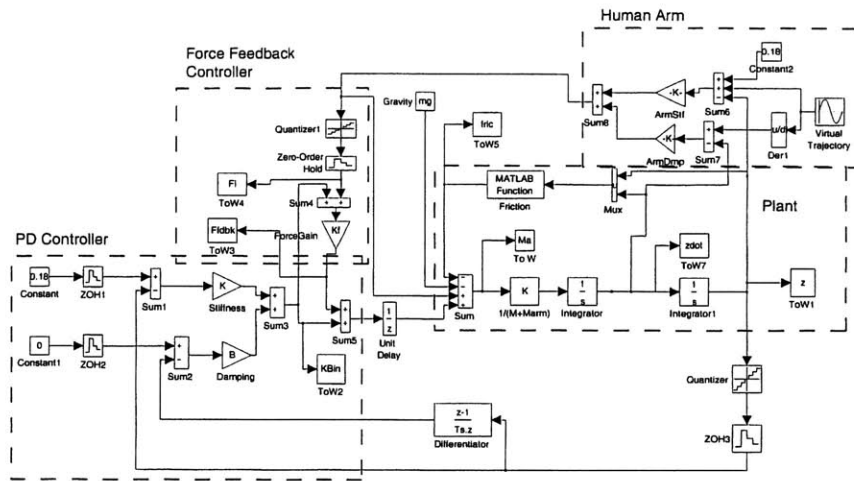 Human Arm
Force Feedback
Controller
0.18
Constant2
Gravity
mg
-K-
ArmStf
Sum6
Sum8
Quantizer1
fric
ToW5
-K-
ArmDmp
Sum7
u/d
Der1
Virtual
Trajectory
Zero-Order
Hold
MATLAB
Function
Friction
Mux
Plant
ToW4
Sum4
Kf
ForceGain
Fldbk
ToW3
PD Controller
Ma
To W
zdot
ToW7
0.18
Constant
ZOH1
Sum1
K
Stiffness
Sum3
Sum5
1
z
Unit
Delay
Sum
K
1/(M+Marm)
1
s
Integrator
1
s
Integrator1
z
ToW1
0
Constant1
ZOH2
Sum2
B
Damping
KBin
ToW2
Quantizer
z-1
Ts.z
Differentiator
ZOH3